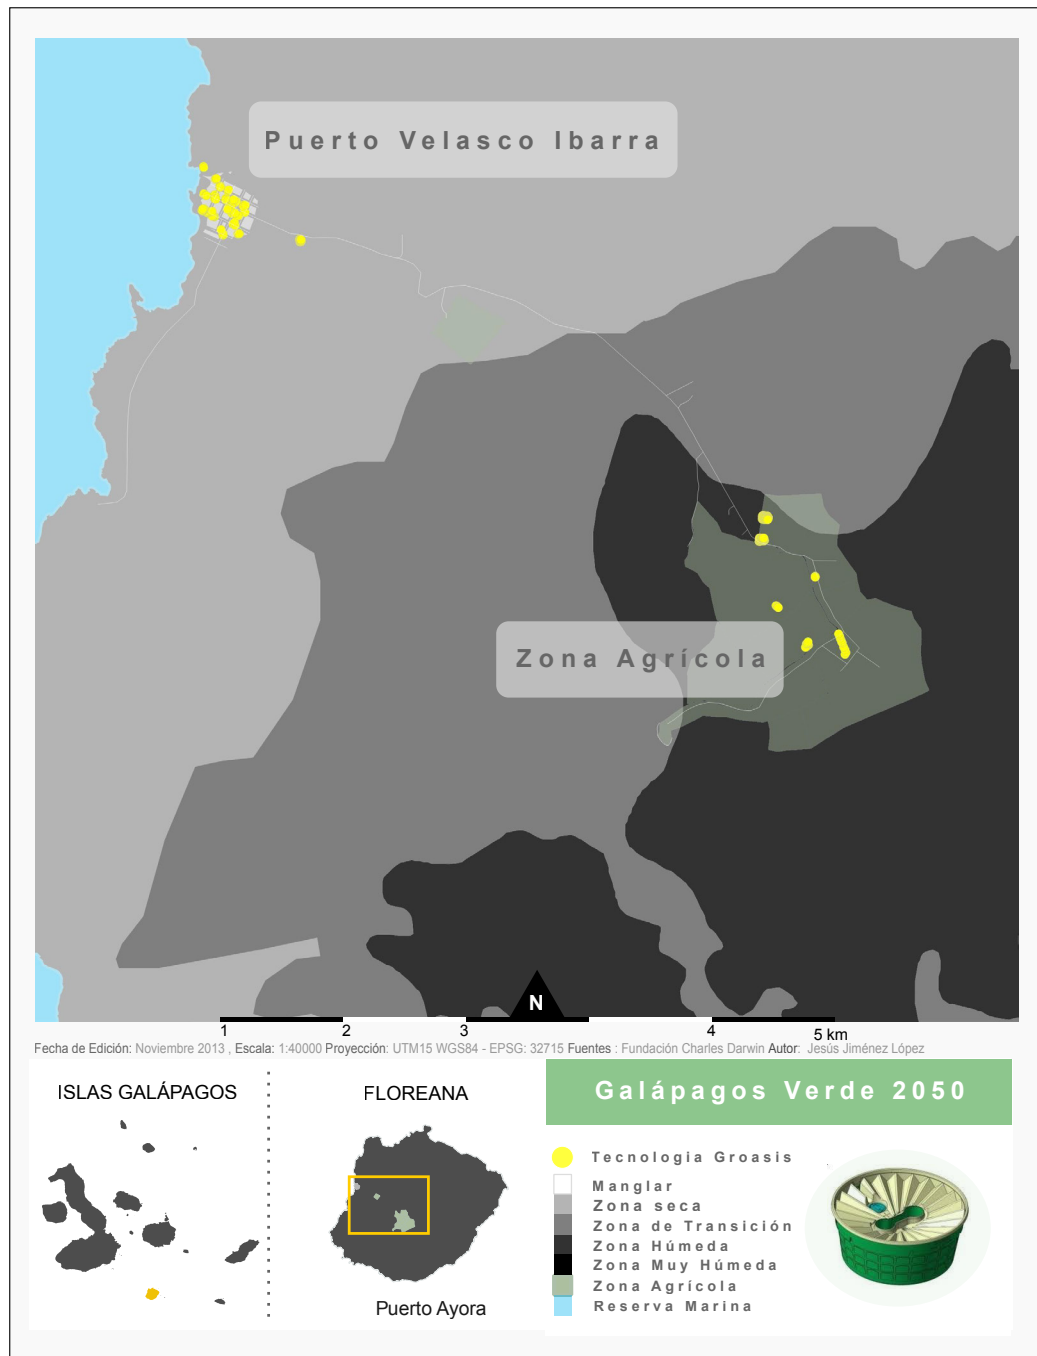 Puerto Velasco Ibarra
Zona Agrícola
N
1 2 3 4 5 km
Fecha de Edición: Noviembre 2013 , Escala: 1:40000 Proyección: UTM15 WGS84 - EPSG: 32715 Fuentes : Fundación Charles Darwin Autor: Jesús Jiménez López
ISLAS GALÁPAGOS
FLOREANA
Puerto Ayora
Galápagos Verde 2050
Tecnologia Groasis
Manglar
Zona seca
Zona de Transición
Zona Húmeda
Zona Muy Húmeda
Zona Agrícola
Reserva Marina